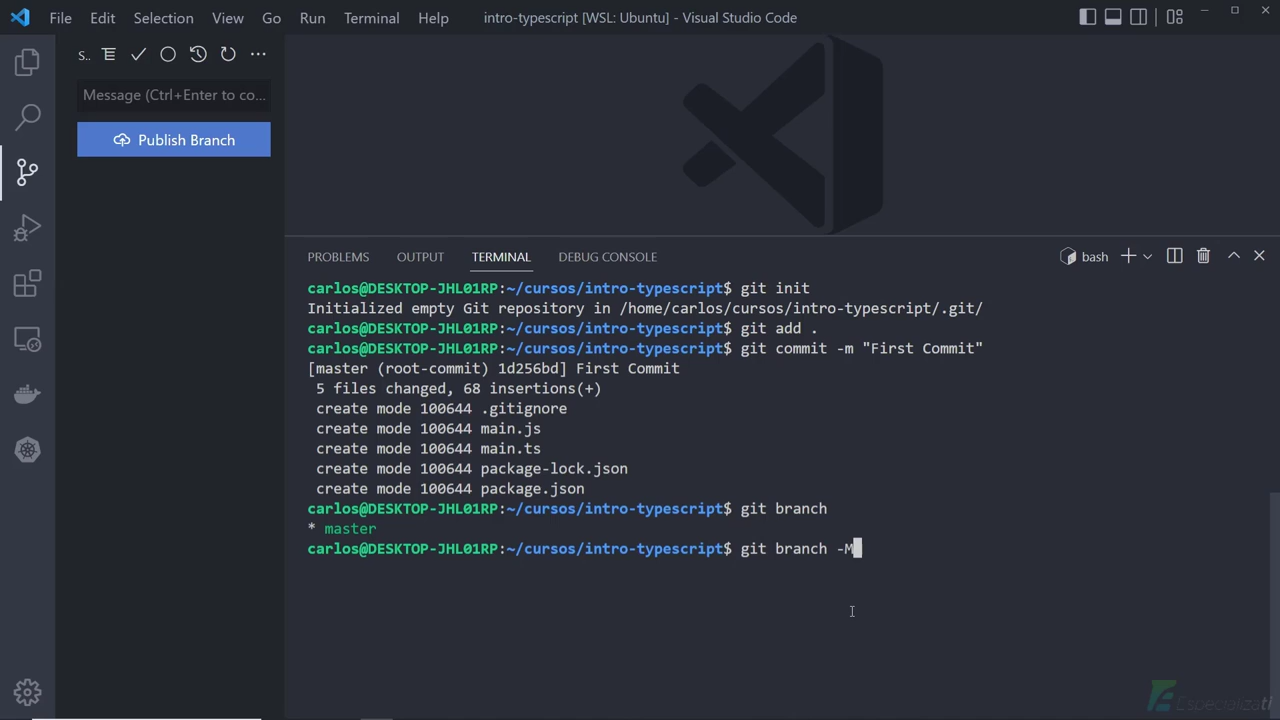 File Edit Selection View Go Run Terminal Help intro-typescript [WSL: Ubuntu] - Visual Studio Code
S..
Message (Ctrl+Enter to co...
Publish Branch
PROBLEMS OUTPUT TERMINAL DEBUG CONSOLE bash
carlos@DESKTOP-JHL01RP:~/cursos/intro-typescript$ git init
Initialized empty Git repository in /home/carlos/cursos/intro-typescript/.git/
carlos@DESKTOP-JHL01RP:~/cursos/intro-typescript$ git add .
carlos@DESKTOP-JHL01RP:~/cursos/intro-typescript$ git commit -m "First Commit"
[master (root-commit) 1d256bd] First Commit
5 files changed, 68 insertions(+)
create mode 100644 .gitignore
create mode 100644 main.js
create mode 100644 main.ts
create mode 100644 package-lock.json
create mode 100644 package.json
carlos@DESKTOP-JHL01RP:~/cursos/intro-typescript$ git branch
* master
carlos@DESKTOP-JHL01RP:~/cursos/intro-typescript$ git branch -M
EspecializaTi